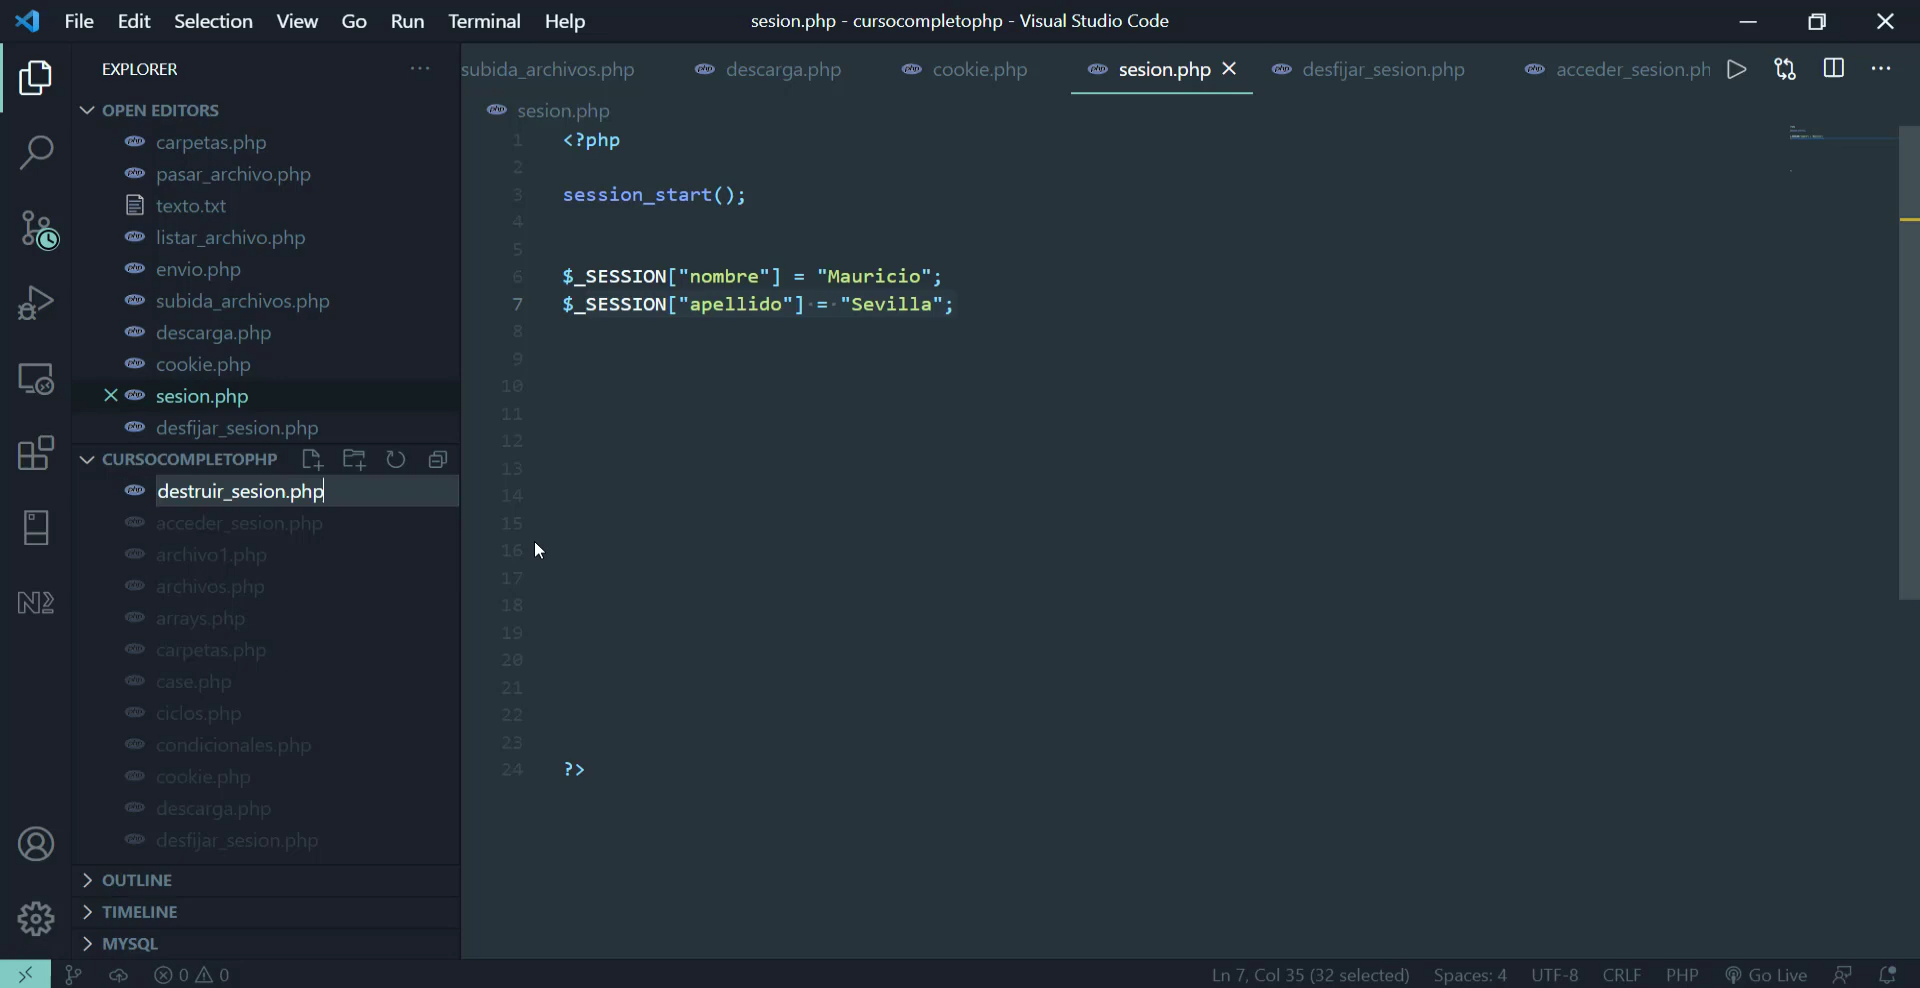 File Edit Selection View Go Run Terminal Help
sesion.php - cursocompletophp - Visual Studio Code
EXPLORER
OPEN EDITORS
carpetas.php
pasar_archivo.php
texto.txt
listar_archivo.php
envio.php
subida_archivos.php
descarga.php
cookie.php
sesion.php
desfijar_sesion.php
CURSOCOMPLETOPHP
destruir_sesion.php
acceder_sesion.php
archivo1.php
archivos.php
arrays.php
carpetas.php
case.php
ciclos.php
condicionales.php
cookie.php
descarga.php
desfijar_sesion.php
OUTLINE
TIMELINE
MYSQL
subida_archivos.php descarga.php cookie.php sesion.php desfijar_sesion.php acceder_sesion.ph
sesion.php
1 <?php
2
3 session_start();
4
5
6 $_SESSION["nombre"] = "Mauricio";
7 $_SESSION["apellido"] = "Sevilla";
8
9
10
11
12
13
14
15
16
17
18
19
20
21
22
23
24 ?>
0 0 Ln 7, Col 35 (32 selected) Spaces: 4 UTF-8 CRLF PHP Go Live